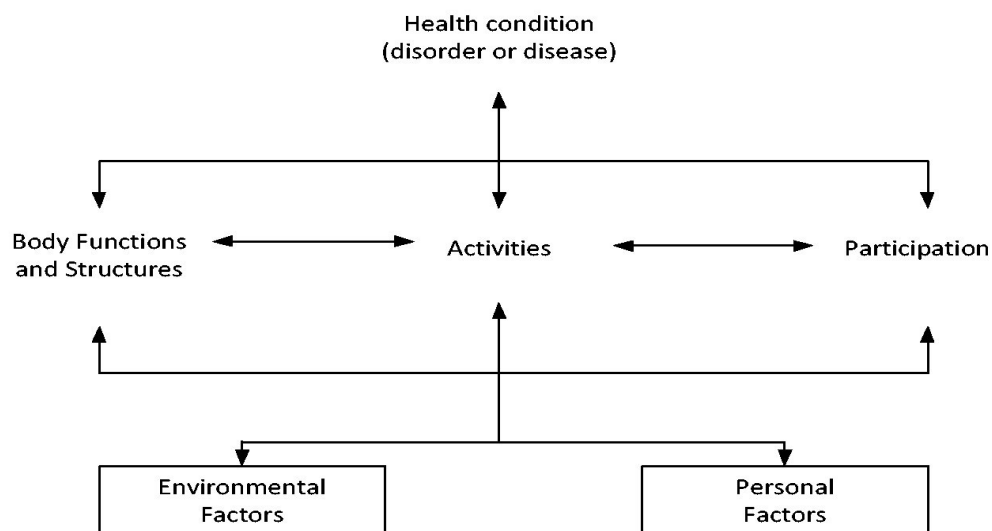 Health condition
(disorder or disease)
Body Functions
and Structures
Activities
Participation
Environmental
Factors
Personal
Factors